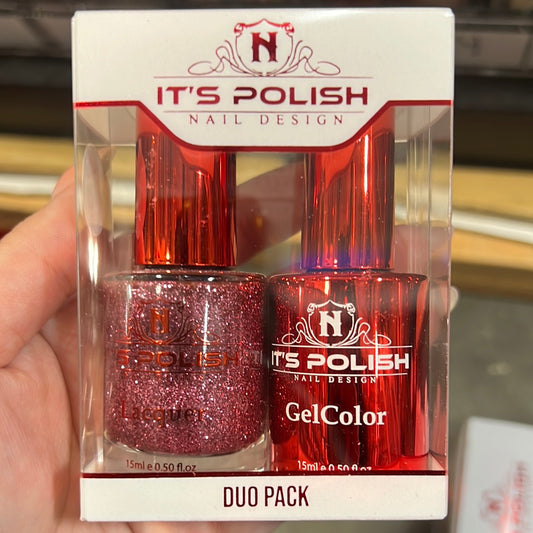 N
IT'S POLISH
NAIL DESIGN
N
IT'S POLISH
Lacquer
15ml e 0.50 fl.oz
N
IT'S POLISH
NAIL DESIGN
GelColor
15ml e 0.50 fl.oz
DUO PACK
N